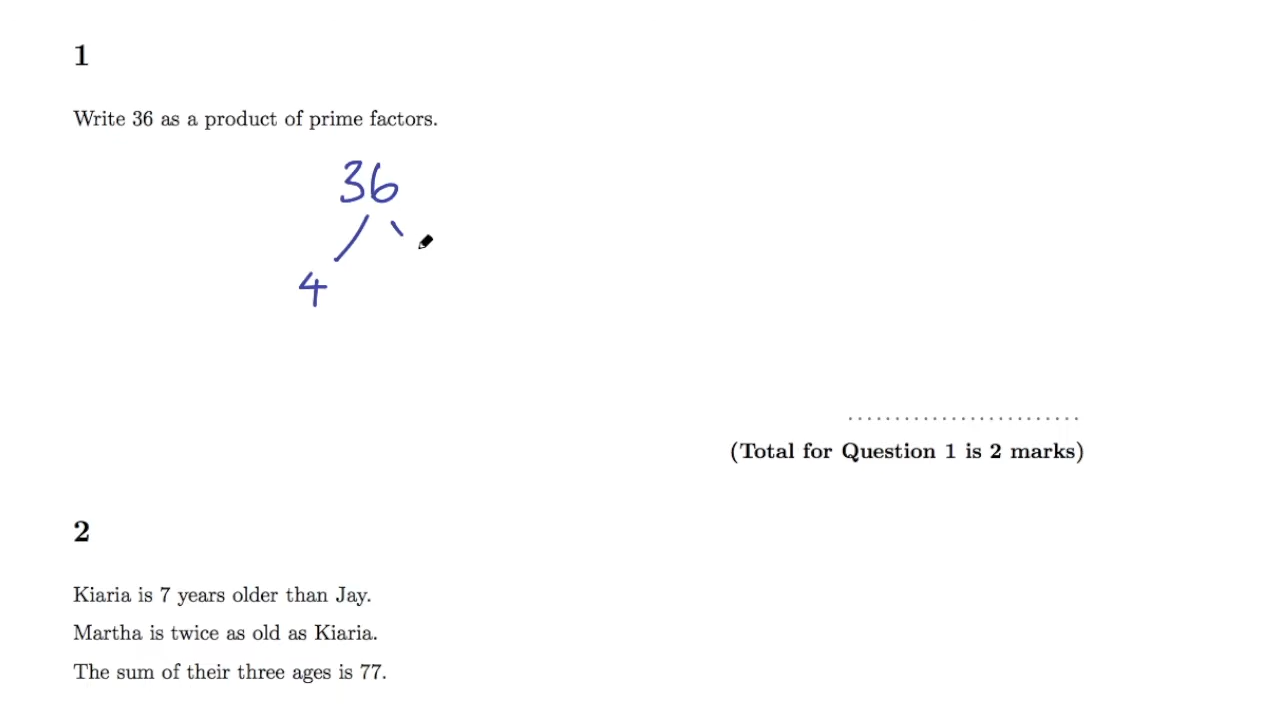 1
Write 36 as a product of prime factors.
36
4
........................
(Total for Question 1 is 2 marks)
2
Kiaria is 7 years older than Jay.
Martha is twice as old as Kiaria.
The sum of their three ages is 77.